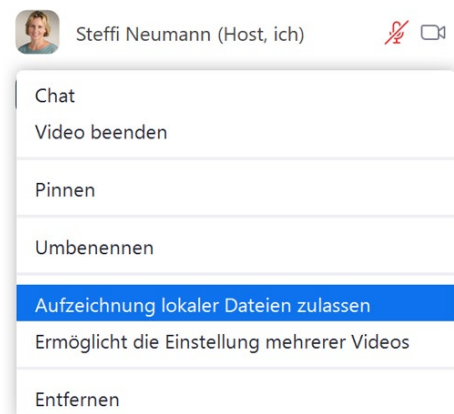 Steffi Neumann (Host, ich)
Chat
Video beenden
Pinnen
Umbenennen
Aufzeichnung lokaler Dateien zulassen
Ermöglicht die Einstellung mehrerer Videos
Entfernen